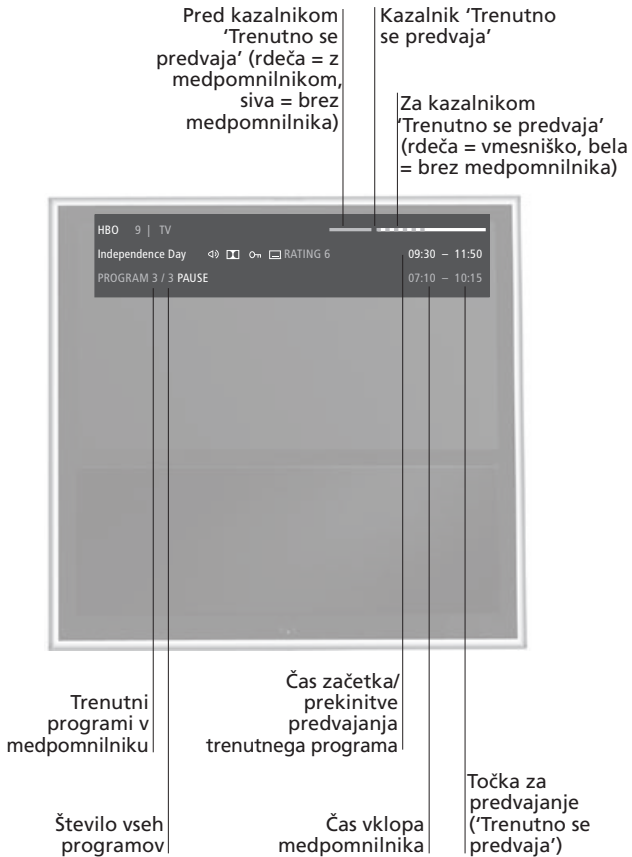 Pred kazalnikom
'Trenutno se
predvaja' (rdeča = z
medpomnilnikom,
siva = brez
medpomnilnika)
Kazalnik 'Trenutno
se predvaja'
Za kazalnikom
'Trenutno se predvaja'
(rdeča = vmesniško, bela
= brez medpomnilnika)
HBO 9 | TV
Independence Day RATING 6 09:30 – 11:50
PROGRAM 3 / 3 PAUSE 07:10 – 10:15
Trenutni
programi v
medpomnilniku
Čas začetka/
prekinitve
predvajanja
trenutnega programa
Število vseh
programov
Čas vklopa
medpomnilnika
Točka za
predvajanje
('Trenutno se
predvaja')